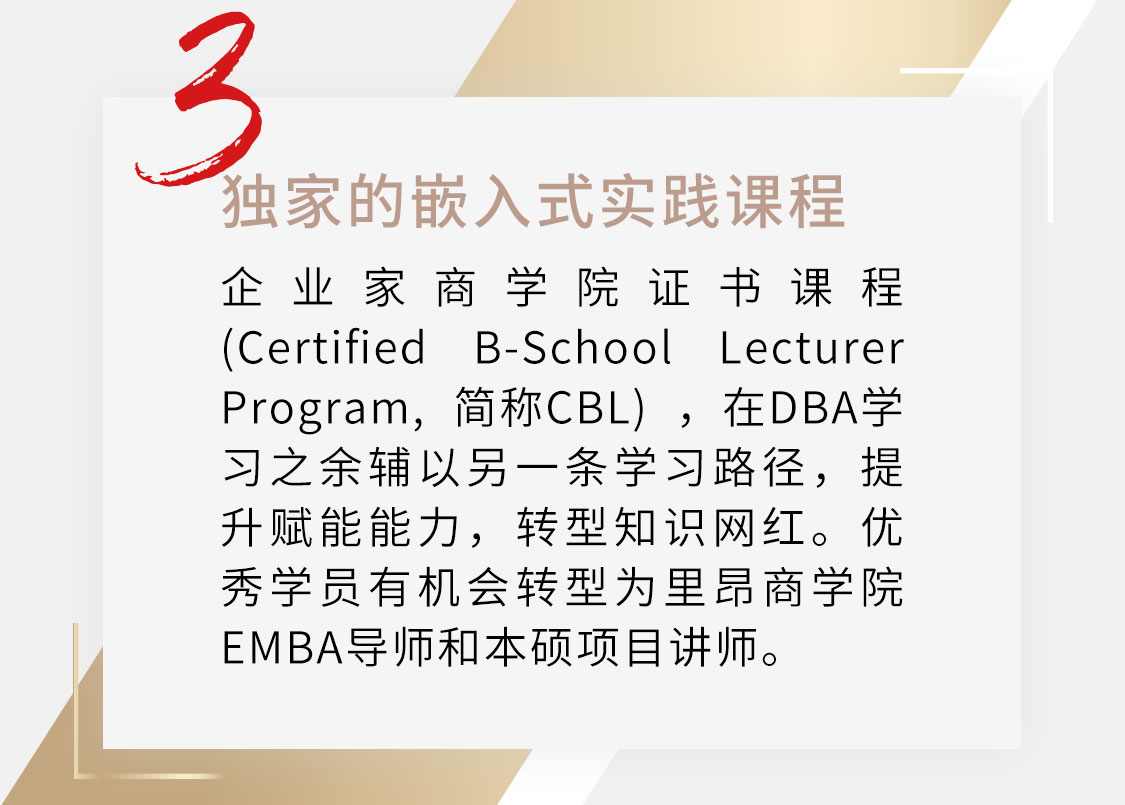 3
独家的嵌入式实践课程
企业家商学院证书课程
(Certified B-School Lecturer
Program, 简称CBL) ，在DBA学
习之余辅以另一条学习路径，提
升赋能能力，转型知识网红。优
秀学员有机会转型为里昂商学院
EMBA导师和本硕项目讲师。